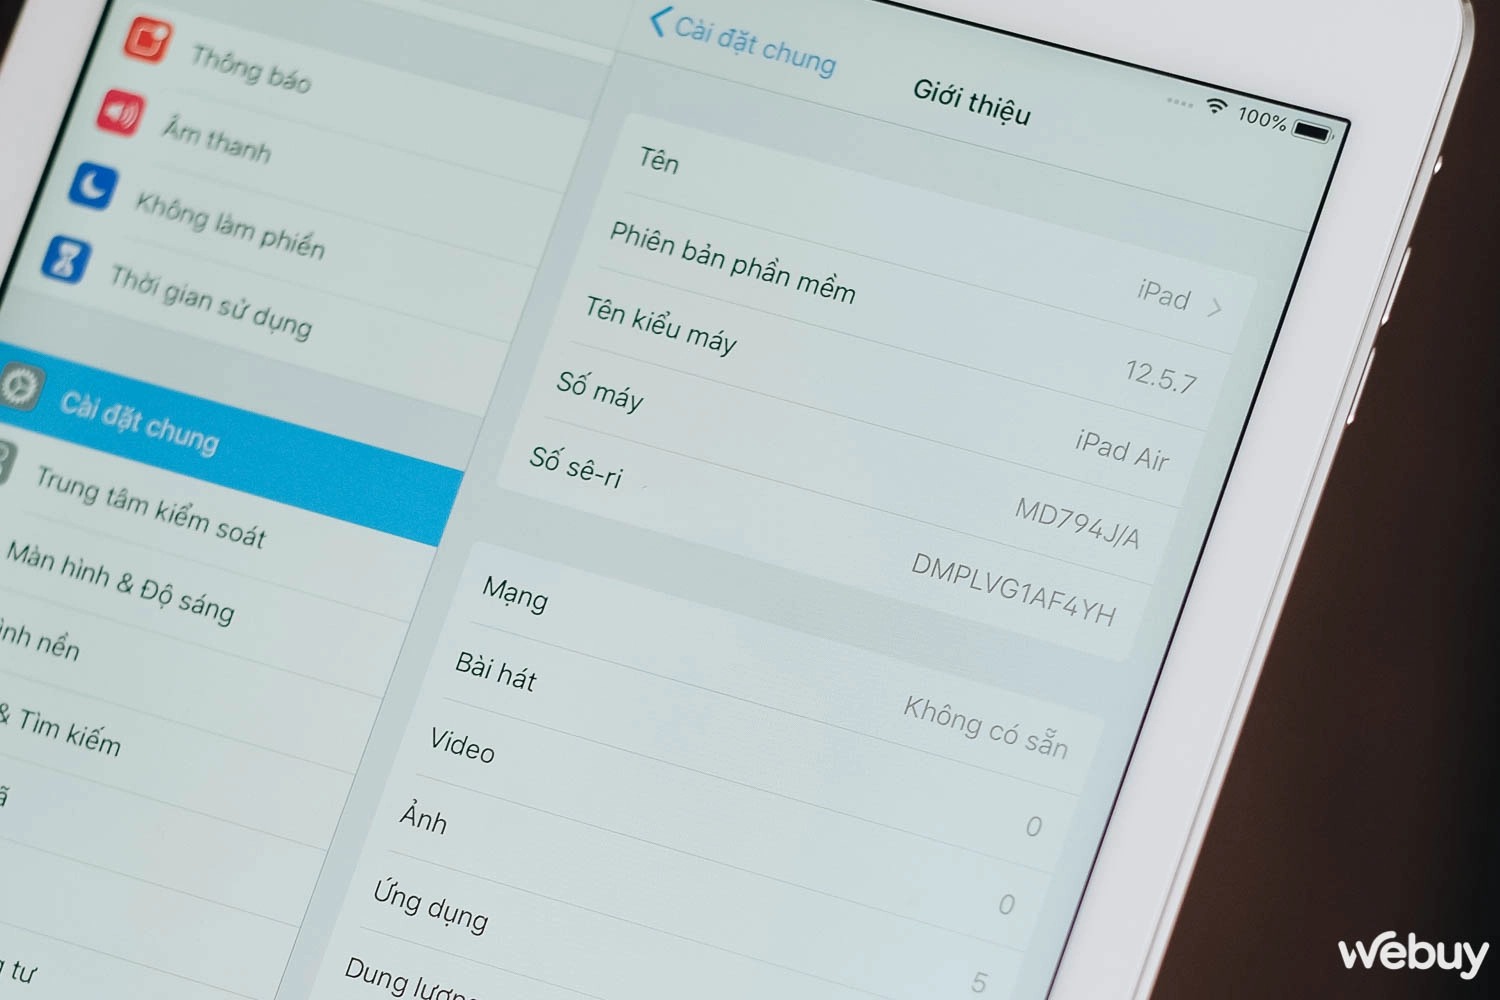 Thông báo
Âm thanh
Không làm phiền
Thời gian sử dụng
Cài đặt chung
Trung tâm kiểm soát
Màn hình & Độ sáng
nền
& Tìm kiếm
tư
Cài đặt chung
Giới thiệu
100%
Tên
iPad
Phiên bản phần mềm
12.5.7
Tên kiểu máy
iPad Air
Số máy
MD794J/A
Số sê-ri
DMPLVG1AF4YH
Mạng
Không có sẵn
Bài hát
0
Video
0
Ảnh
5
Ứng dụng
Dung lượng
webuy